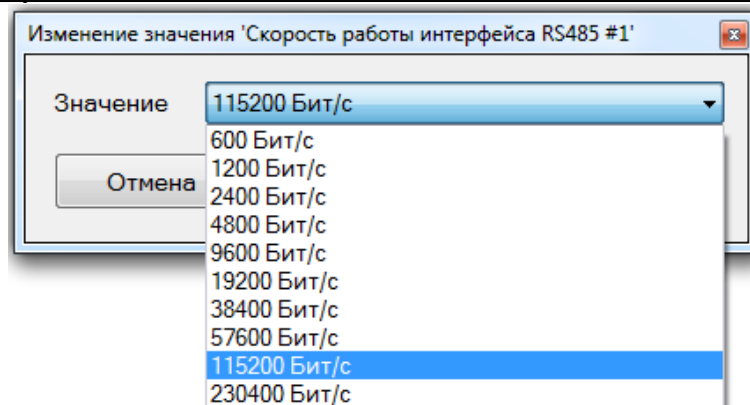 Изменение значения 'Скорость работы интерфейса RS485 #1'
Значение 115200 Бит/с
600 Бит/с
1200 Бит/с
Отмена
2400 Бит/с
4800 Бит/с
9600 Бит/с
19200 Бит/с
38400 Бит/с
57600 Бит/с
115200 Бит/с
230400 Бит/с